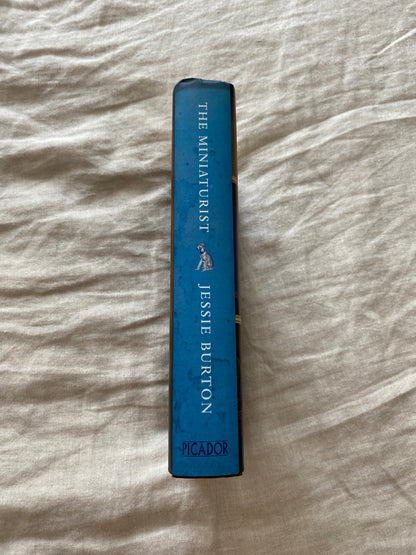 THE MINIATURIST
JESSIE BURTON
PICADOR